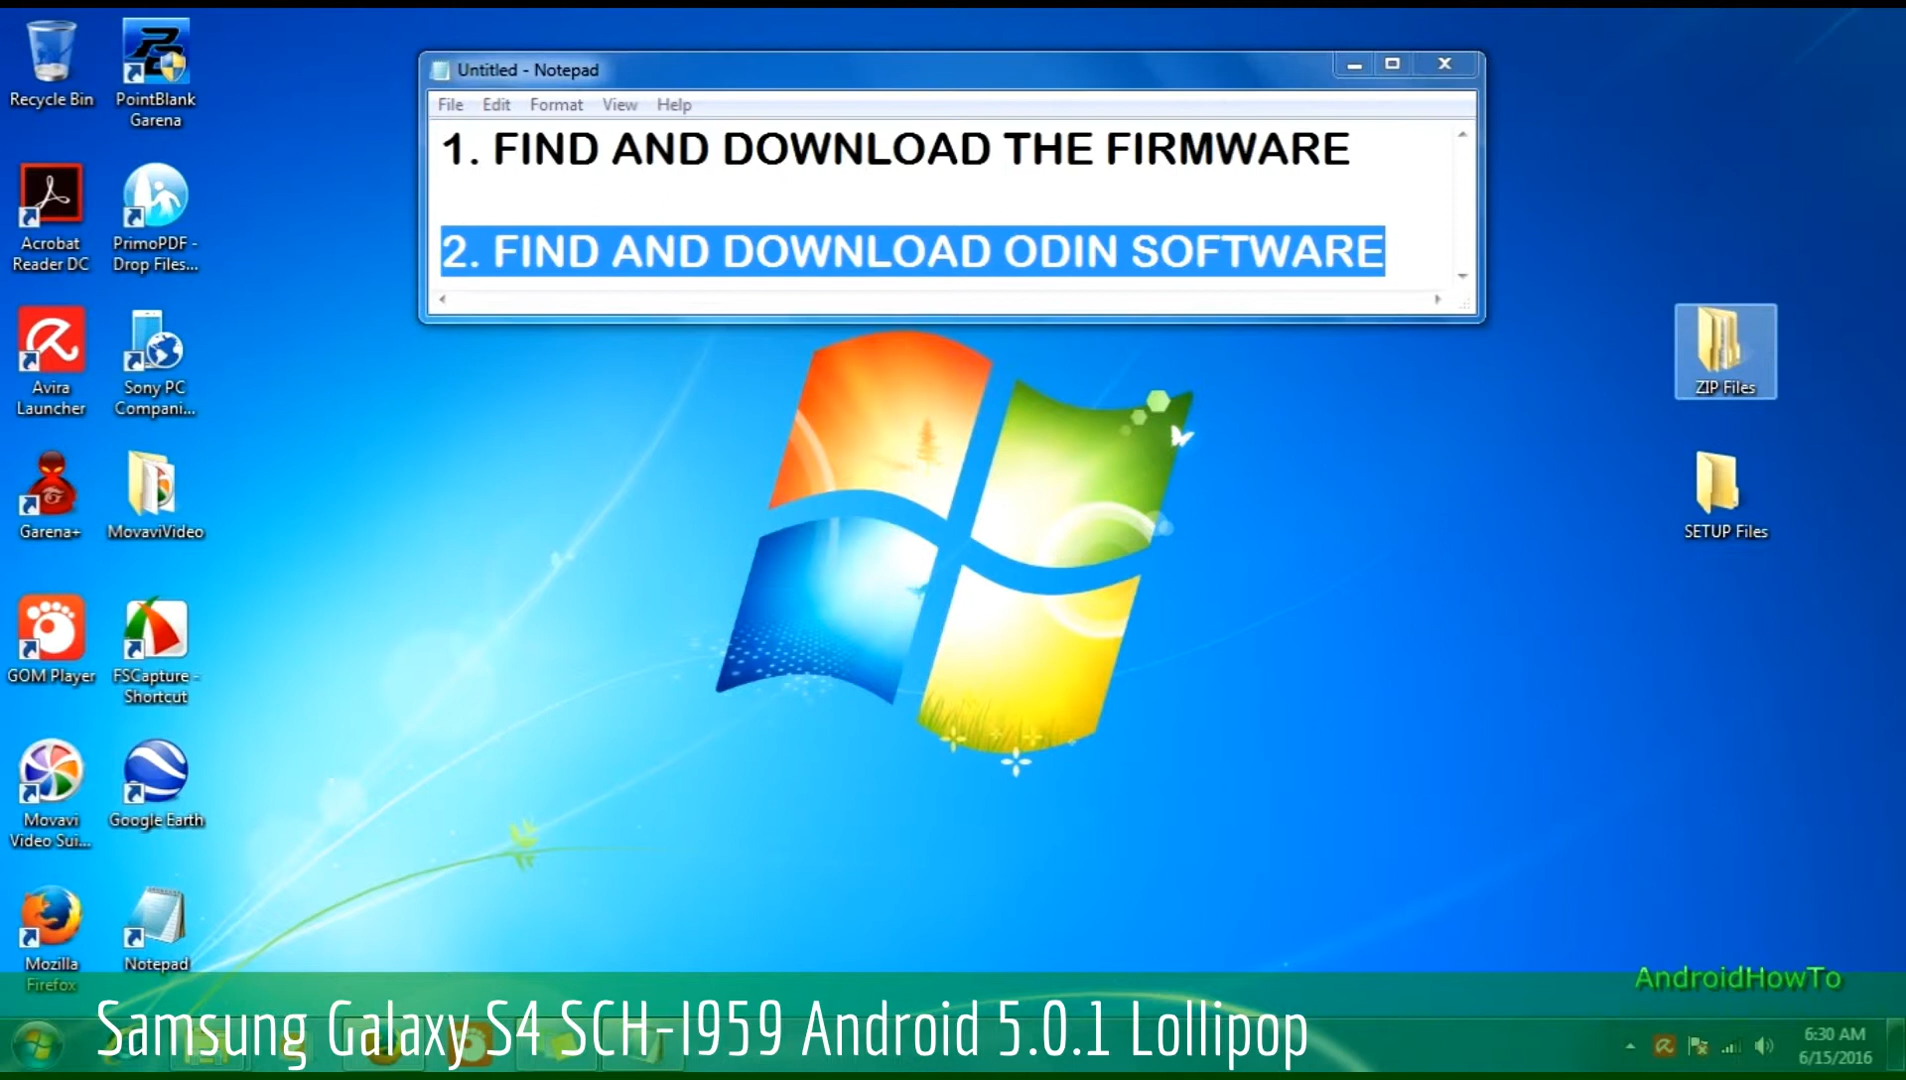 Recycle Bin
PointBlank
Garena
Acrobat
Reader DC
PrimoPDF -
Drop Files...
Avira
Launcher
Sony PC
Compani...
Garena+
MovaviVideo
GOM Player
FSCapture -
Shortcut
Movavi
Video Sui...
Google Earth
Mozilla
Firefox
Notepad
Untitled - Notepad
File Edit Format View Help
1. FIND AND DOWNLOAD THE FIRMWARE
2. FIND AND DOWNLOAD ODIN SOFTWARE
ZIP Files
SETUP Files
AndroidHowTo
Samsung Galaxy S4 SCH-I959 Android 5.0.1 Lollipop
6:30 AM
6/15/2016